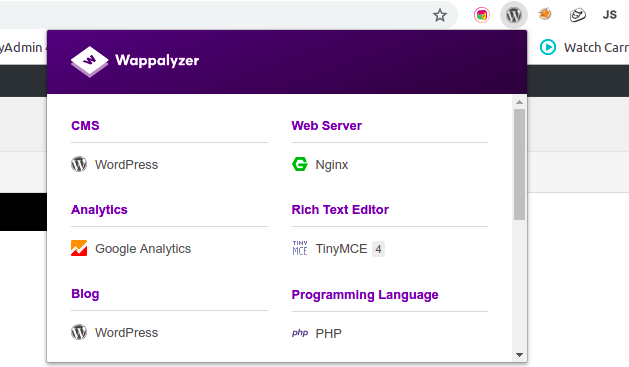 JS
yAdmin
Watch Carr
Wappalyzer
CMS
WordPress
Web Server
Nginx
Analytics
Google Analytics
Rich Text Editor
TINY
MCE
TinyMCE 4
Blog
WordPress
Programming Language
php
PHP